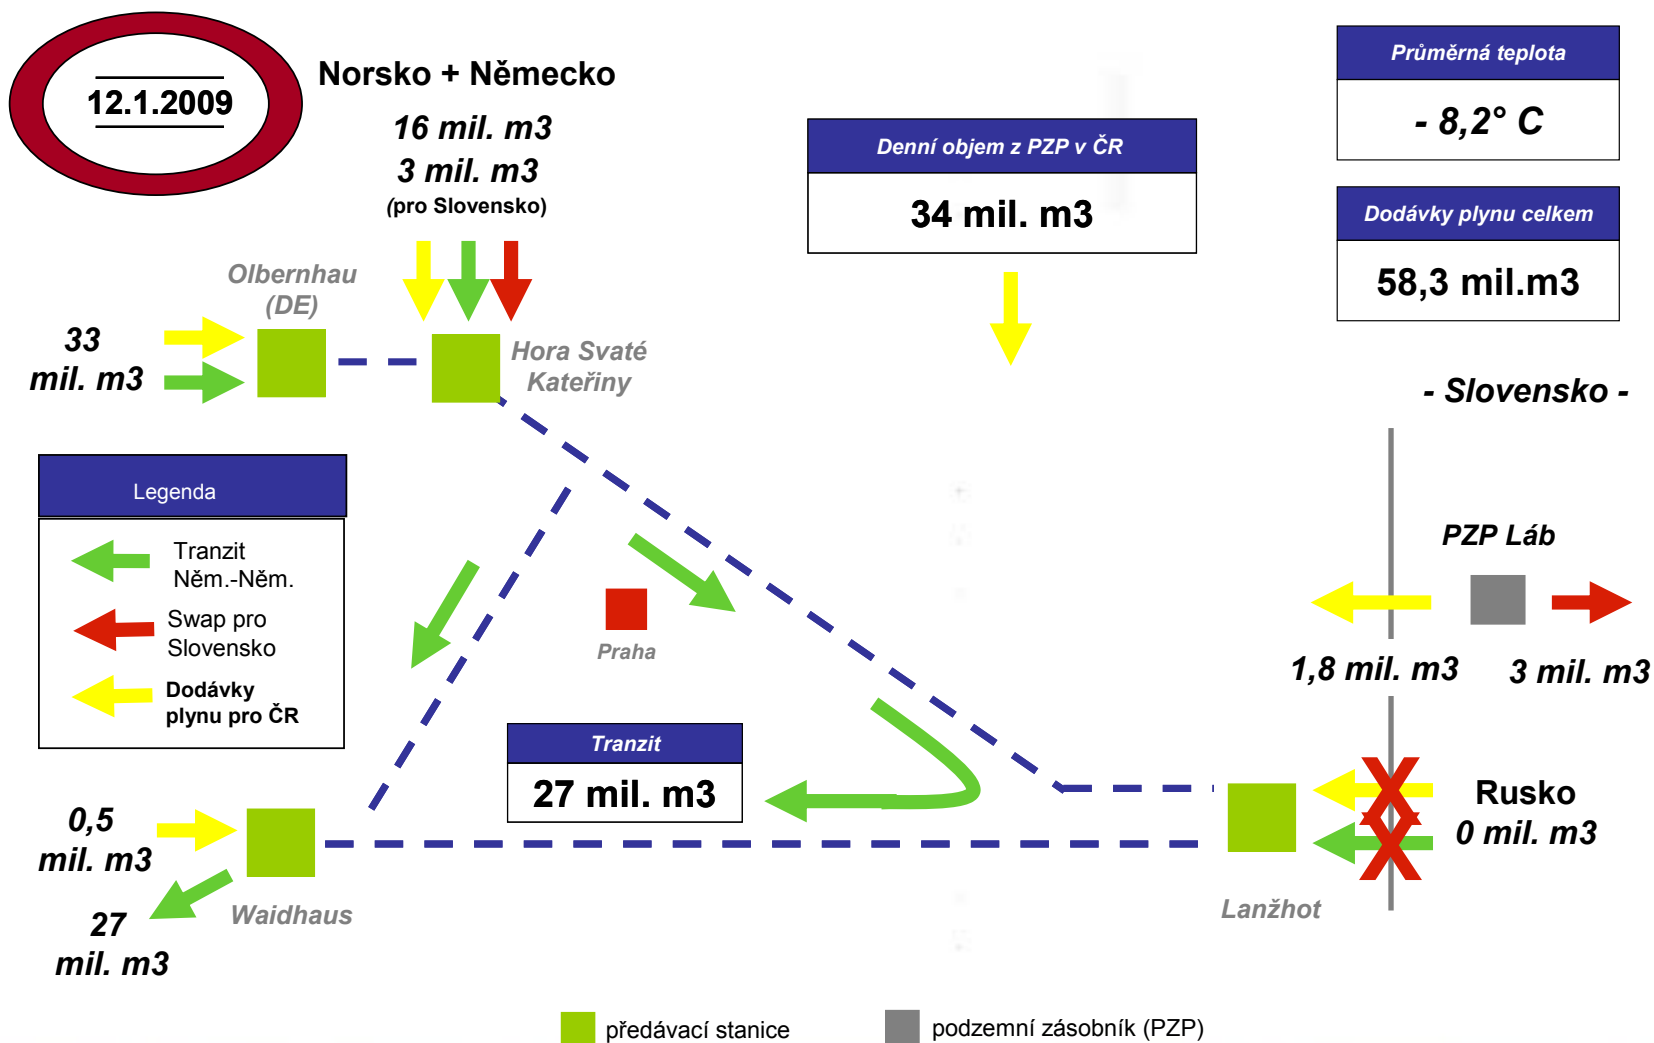 12.1.2009
Norsko + Německo
16 mil. m3
3 mil. m3
(pro Slovensko)
Denní objem z PZP v ČR
34 mil. m3
Průměrná teplota
- 8,2° C
Dodávky plynu celkem
58,3 mil.m3
Olbernhau
(DE)
33
mil. m3
Hora Svaté
Kateřiny
- Slovensko -
Legenda
Tranzit
Něm.-Něm.
Swap pro
Slovensko
Dodávky
plynu pro ČR
Praha
PZP Láb
1,8 mil. m3
3 mil. m3
Tranzit
27 mil. m3
0,5
mil. m3
Waidhaus
27
mil. m3
Lanžhot
Rusko
0 mil. m3
předávací stanice
podzemní zásobník (PZP)